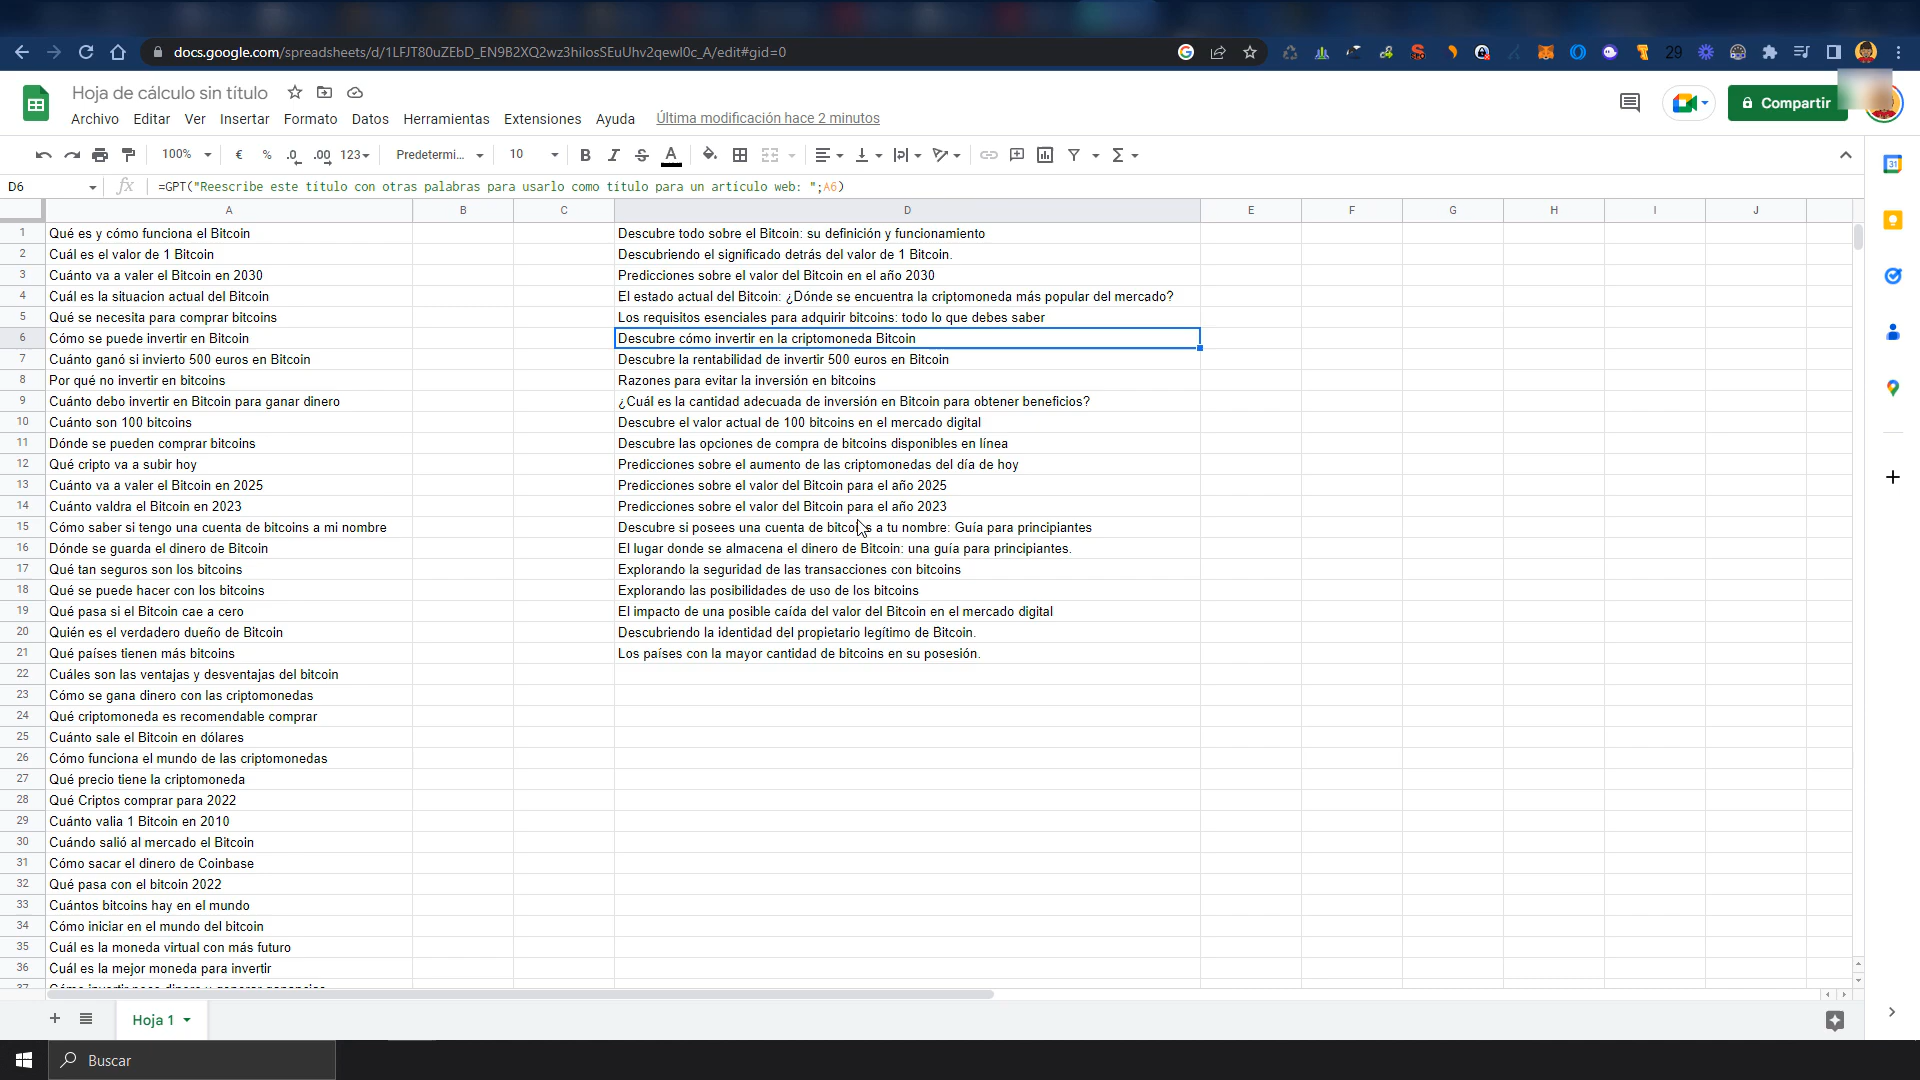 docs.google.com/spreadsheets/d/1LFJT80uZEbD_EN9B2XQ2wz3hilosSEuUhv2qewl0c_A/edit#gid=0
29
Hoja de cálculo sin título
Compartir
Archivo Editar Ver Insertar Formato Datos Herramientas Extensiones Ayuda Última modificación hace 2 minutos
100% € % .0 .00 123 Predetermi... 10 B I S A Σ
31
D6 fx =GPT("Reescribe este título con otras palabras para usarlo como título para un artículo web: ";A6)
A B C D E F G H I J
1 Qué es y cómo funciona el Bitcoin Descubre todo sobre el Bitcoin: su definición y funcionamiento
2 Cuál es el valor de 1 Bitcoin Descubriendo el significado detrás del valor de 1 Bitcoin.
3 Cuánto va a valer el Bitcoin en 2030 Predicciones sobre el valor del Bitcoin en el año 2030
4 Cuál es la situacion actual del Bitcoin El estado actual del Bitcoin: ¿Dónde se encuentra la criptomoneda más popular del mercado?
5 Qué se necesita para comprar bitcoins Los requisitos esenciales para adquirir bitcoins: todo lo que debes saber
6 Cómo se puede invertir en Bitcoin Descubre cómo invertir en la criptomoneda Bitcoin
7 Cuánto ganó si invierto 500 euros en Bitcoin Descubre la rentabilidad de invertir 500 euros en Bitcoin
8 Por qué no invertir en bitcoins Razones para evitar la inversión en bitcoins
9 Cuánto debo invertir en Bitcoin para ganar dinero ¿Cuál es la cantidad adecuada de inversión en Bitcoin para obtener beneficios?
10 Cuánto son 100 bitcoins Descubre el valor actual de 100 bitcoins en el mercado digital
11 Dónde se pueden comprar bitcoins Descubre las opciones de compra de bitcoins disponibles en línea
12 Qué cripto va a subir hoy Predicciones sobre el aumento de las criptomonedas del día de hoy
13 Cuánto va a valer el Bitcoin en 2025 Predicciones sobre el valor del Bitcoin para el año 2025
14 Cuánto valdra el Bitcoin en 2023 Predicciones sobre el valor del Bitcoin para el año 2023
15 Cómo saber si tengo una cuenta de bitcoins a mi nombre Descubre si posees una cuenta de bitcoins a tu nombre: Guía para principiantes
16 Dónde se guarda el dinero de Bitcoin El lugar donde se almacena el dinero de Bitcoin: una guía para principiantes.
17 Qué tan seguros son los bitcoins Explorando la seguridad de las transacciones con bitcoins
18 Qué se puede hacer con los bitcoins Explorando las posibilidades de uso de los bitcoins
19 Qué pasa si el Bitcoin cae a cero El impacto de una posible caída del valor del Bitcoin en el mercado digital
20 Quién es el verdadero dueño de Bitcoin Descubriendo la identidad del propietario legítimo de Bitcoin.
21 Qué países tienen más bitcoins Los países con la mayor cantidad de bitcoins en su posesión.
22 Cuáles son las ventajas y desventajas del bitcoin
23 Cómo se gana dinero con las criptomonedas
24 Qué criptomoneda es recomendable comprar
25 Cuánto sale el Bitcoin en dólares
26 Cómo funciona el mundo de las criptomonedas
27 Qué precio tiene la criptomoneda
28 Qué Criptos comprar para 2022
29 Cuánto valia 1 Bitcoin en 2010
30 Cuándo salió al mercado el Bitcoin
31 Cómo sacar el dinero de Coinbase
32 Qué pasa con el bitcoin 2022
33 Cuántos bitcoins hay en el mundo
34 Cómo iniciar en el mundo del bitcoin
35 Cuál es la moneda virtual con más futuro
36 Cuál es la mejor moneda para invertir
37 Cómo invertir poco dinero y generar ganancias
Hoja 1
Buscar